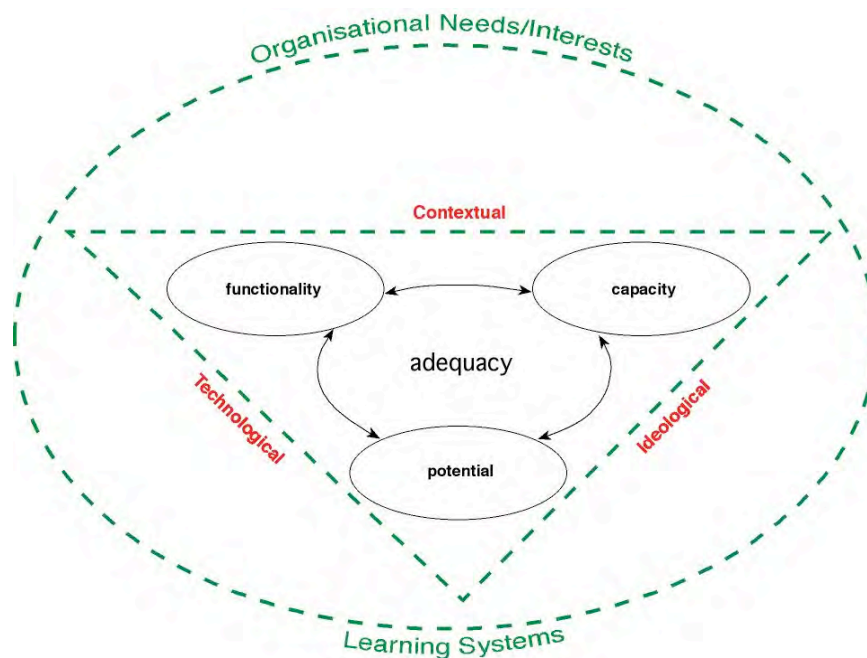 Organisational Needs/Interests
Contextual
functionality
capacity
adequacy
Technological
Ideological
potential
Learning Systems